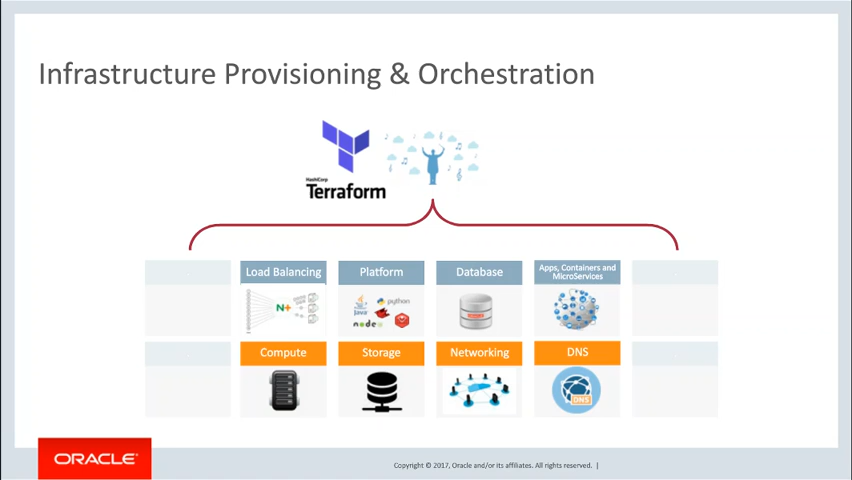 Infrastructure Provisioning & Orchestration
HashiCorp
Terraform
Load Balancing
Platform
Database
Apps, Containers and
MicroServices
N+
python
Java
node
Compute
Storage
Networking
DNS
DNS
ORACLE
Copyright © 2017, Oracle and/or its affiliates. All rights reserved. |